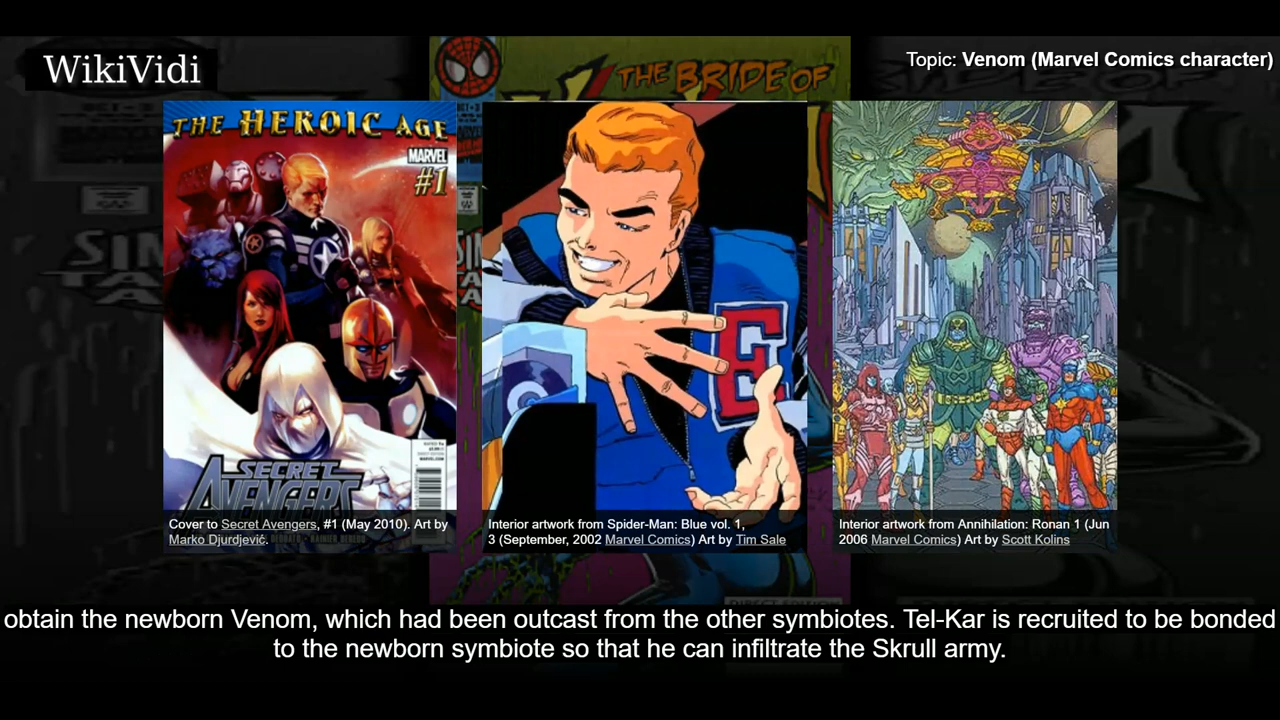 WikiVidi
Topic: Venom (Marvel Comics character)
THE BRIDE OF
THE HEROIC AGE
MARVEL
#1
SECRET
AVENGERS
E
Cover to Secret Avengers, #1 (May 2010). Art by
Marko Djurdjević.
Interior artwork from Spider-Man: Blue vol. 1,
3 (September, 2002 Marvel Comics) Art by Tim Sale
Interior artwork from Annihilation: Ronan 1 (Jun
2006 Marvel Comics) Art by Scott Kolins
obtain the newborn Venom, which had been outcast from the other symbiotes. Tel-Kar is recruited to be bonded
to the newborn symbiote so that he can infiltrate the Skrull army.